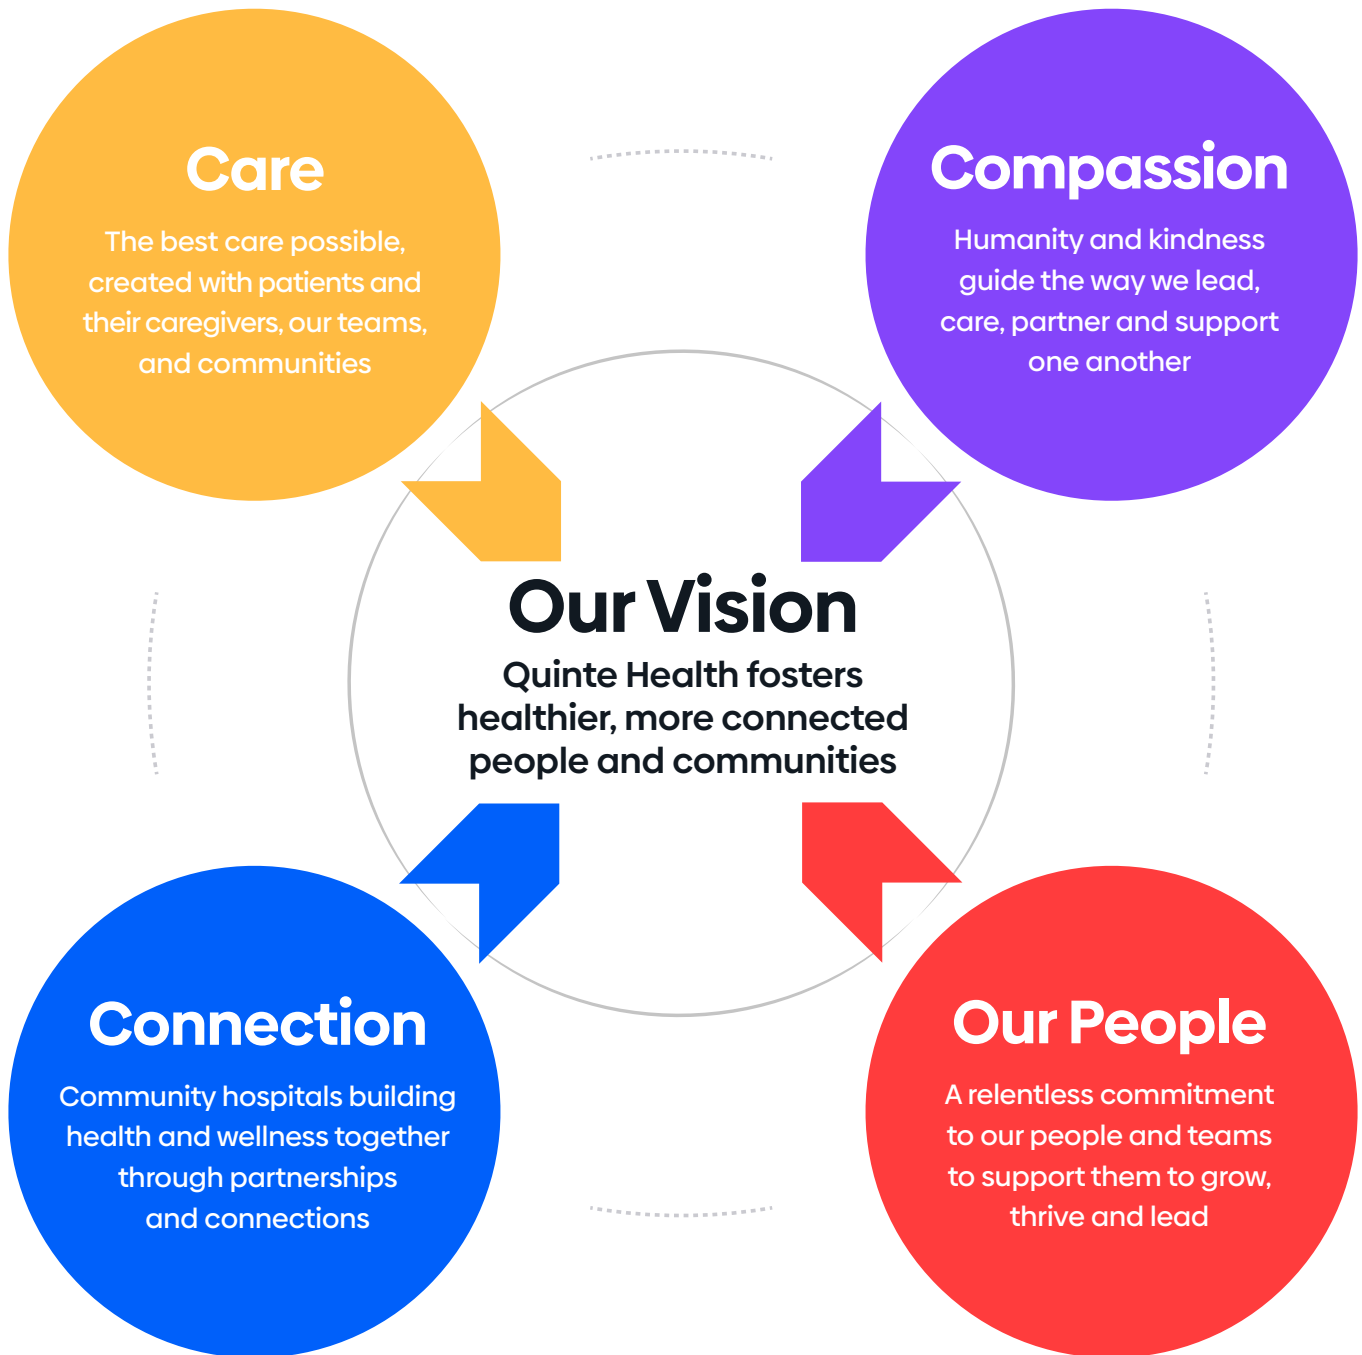 Care
The best care possible,
created with patients and
their caregivers, our teams,
and communities
Compassion
Humanity and kindness
guide the way we lead,
care, partner and support
one another
Our Vision
Quinte Health fosters
healthier, more connected
people and communities
Connection
Community hospitals building
health and wellness together
through partnerships
and connections
Our People
A relentless commitment
to our people and teams
to support them to grow,
thrive and lead